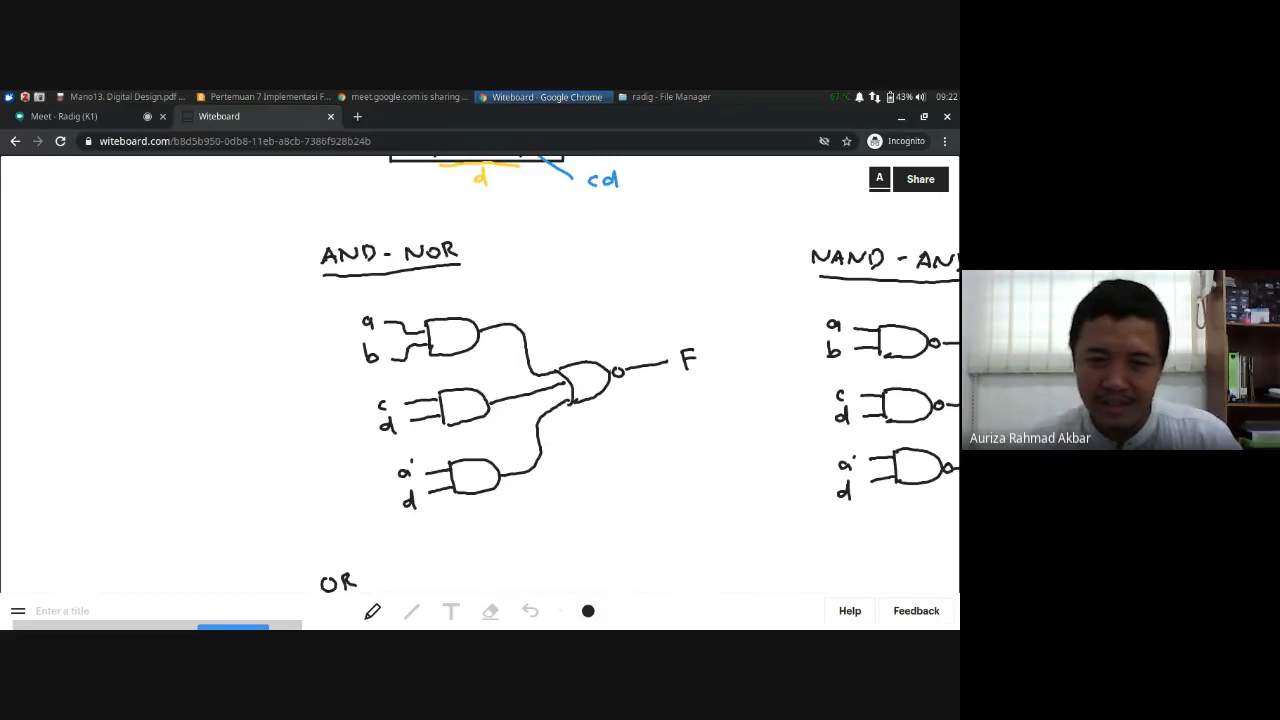 Mano13. Digital Design.pdf ...
Pertemuan 7 Implementasi F...
meet.google.com is sharing ...
Witeboard - Google Chrome
radig - File Manager
67 °C
43%
09:22
Meet - Radig (K1)
Witeboard
witeboard.com/b8d5b950-0db8-11eb-a8cb-7386f928b24b
Incognito
A
Share
d
cd
AND - NOR
NAND - AN
a
b
c
d
a'
d
F
a
b
c
d
a'
d
Auriza Rahmad Akbar
OR
Enter a title
T
Help
Feedback